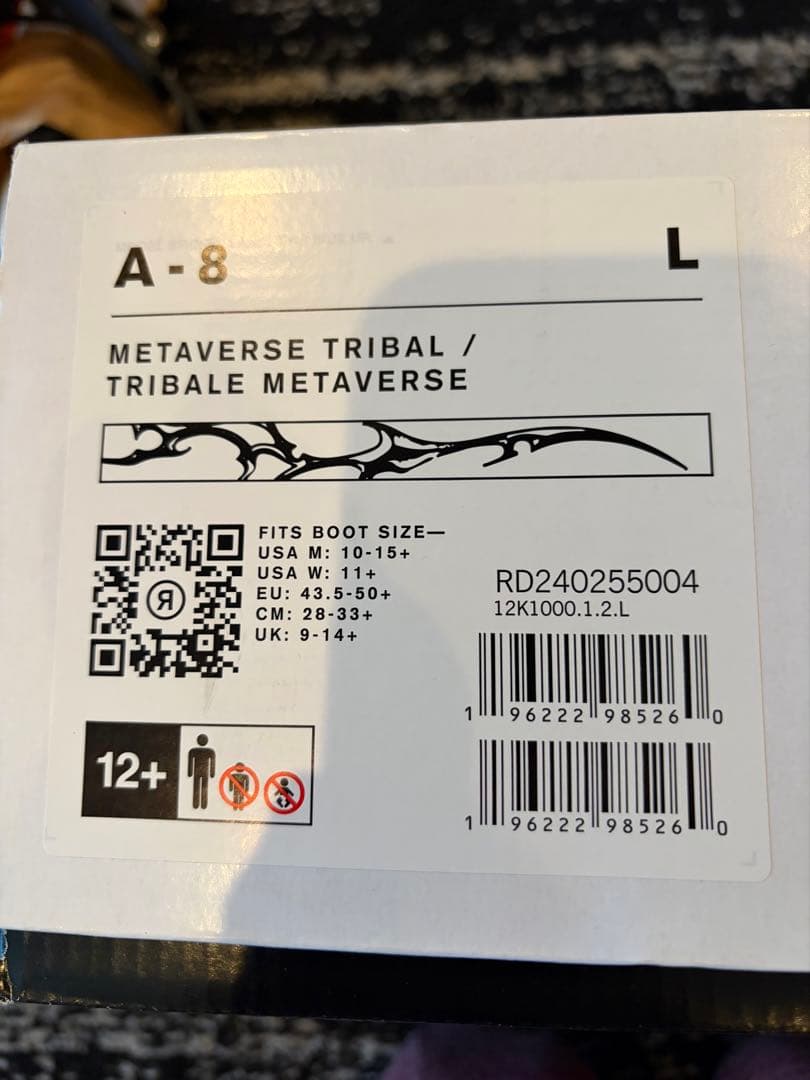 A - 8
L
METAVERSE TRIBAL /
TRIBALE METAVERSE
FITS BOOT SIZE—
USA M: 10-15+
USA W: 11+
EU: 43.5-50+
CM: 28-33+
UK: 9-14+
RD240255004
12K1000.1.2.L
1 96222 98526 0
1 96222 98526 0
12+